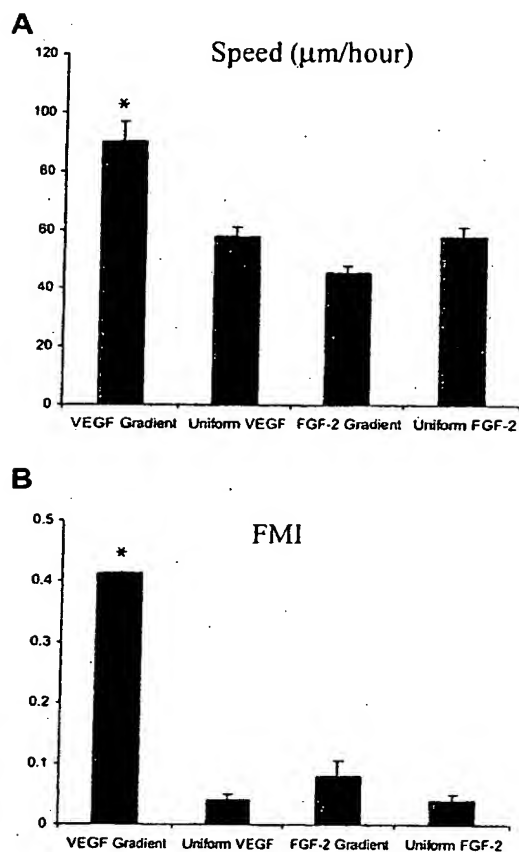 A
Speed (µm/hour)
120
100
80
60
40
20
0
*
VEGF Gradient Uniform VEGF FGF-2 Gradient Uniform FGF-2
B
FMI
0.5
0.4
0.3
0.2
0.1
0
*
VEGF Gradient Uniform VEGF FGF-2 Gradient Uniform FGF-2